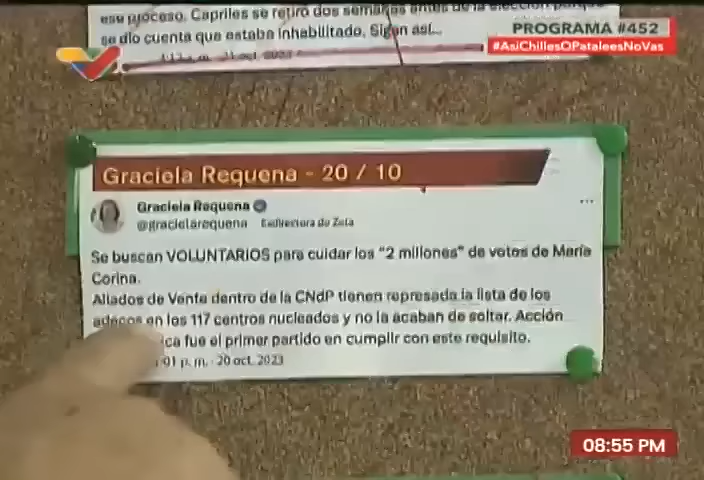 ese proceso, Capriles se retiró dos semanas antes de la elección porque
se dio cuenta que estaba inhabilitado. Sigan así...
21 oct. 2023
PROGRAMA #452
#AsiChillesOPataleesNoVas
Graciela Requena - 20 / 10
Graciela Requena
@gracielarequena Exdirectora de Zeta
Se buscan VOLUNTARIOS para cuidar los "2 millones" de votos de María
Corina.
Aliados de Vente dentro de la CNdP tienen represada la lista de los
adecos en los 117 centros nucleados y no la acaban de soltar. Acción
fue el primer partido en cumplir con este requisito.
01 p. m. · 20 oct. 2023
08:55 PM